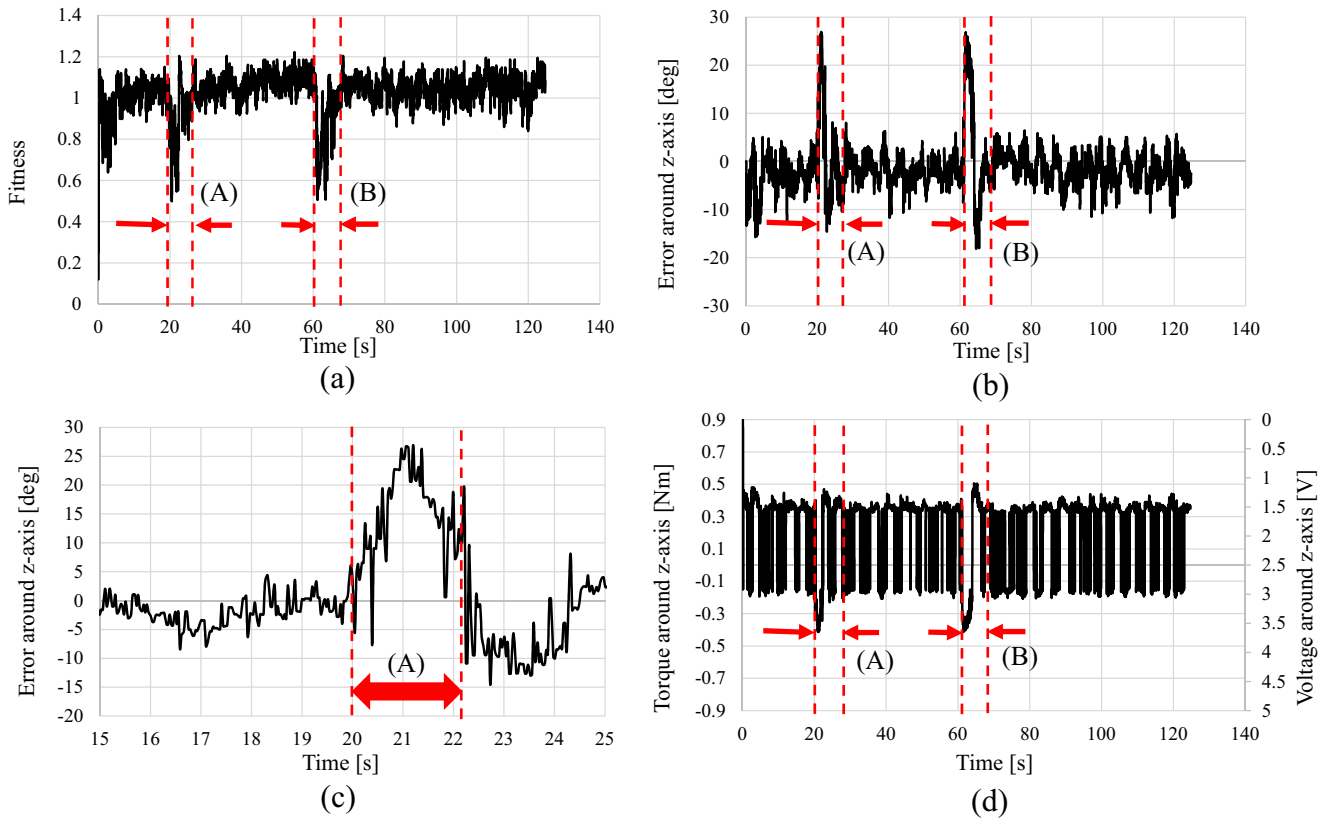 Fitness
1.4
1.2
1
0.8
0.6
0.4
0.2
0
0 20 40 60 80 100 120 140
(A)
(B)
Time [s]
(a)
Error around z-axis [deg]
30
20
10
0
-10
-20
-30
0 20 40 60 80 100 120 140
(A)
(B)
Time [s]
(b)
Error around z-axis [deg]
30
25
20
15
10
5
0
-5
-10
-15
-20
15 16 17 18 19 20 21 22 23 24 25
(A)
Time [s]
(c)
Torque around z-axis [Nm]
0.9
0.7
0.5
0.3
0.1
-0.1
-0.3
-0.5
-0.7
-0.9
0 20 40 60 80 100 120 140
(A)
(B)
Time [s]
0
0.5
1
1.5
2
2.5
3
3.5
4
4.5
5
Voltage around z-axis [V]
(d)